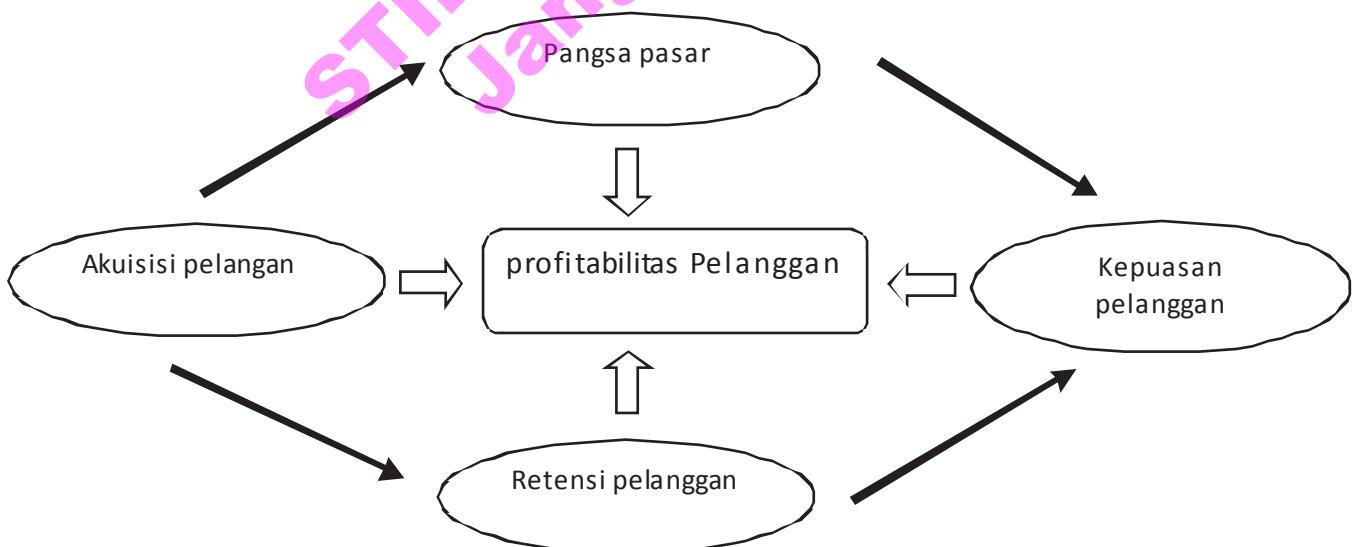 Pangsa pasar
Akuisisi pelangan
profitabilitas Pelanggan
Kepuasan
pelanggan
Retensi pelanggan